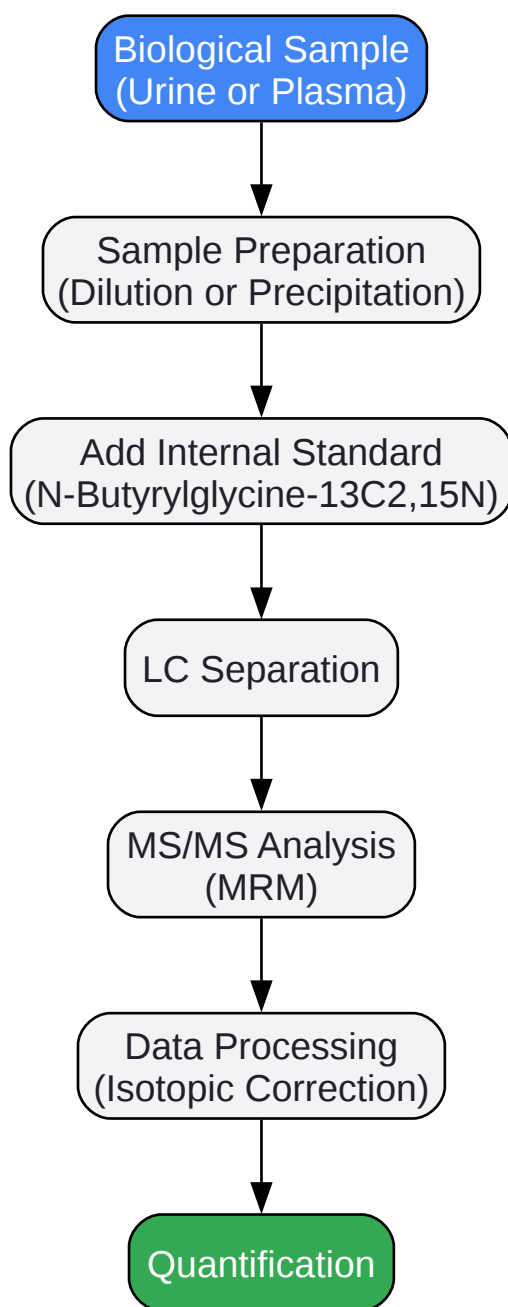 Biological Sample
(Urine or Plasma)
Sample Preparation
(Dilution or Precipitation)
Add Internal Standard
(N-Butyrylglycine-13C2,15N)
LC Separation
MS/MS Analysis
(MRM)
Data Processing
(Isotopic Correction)
Quantification